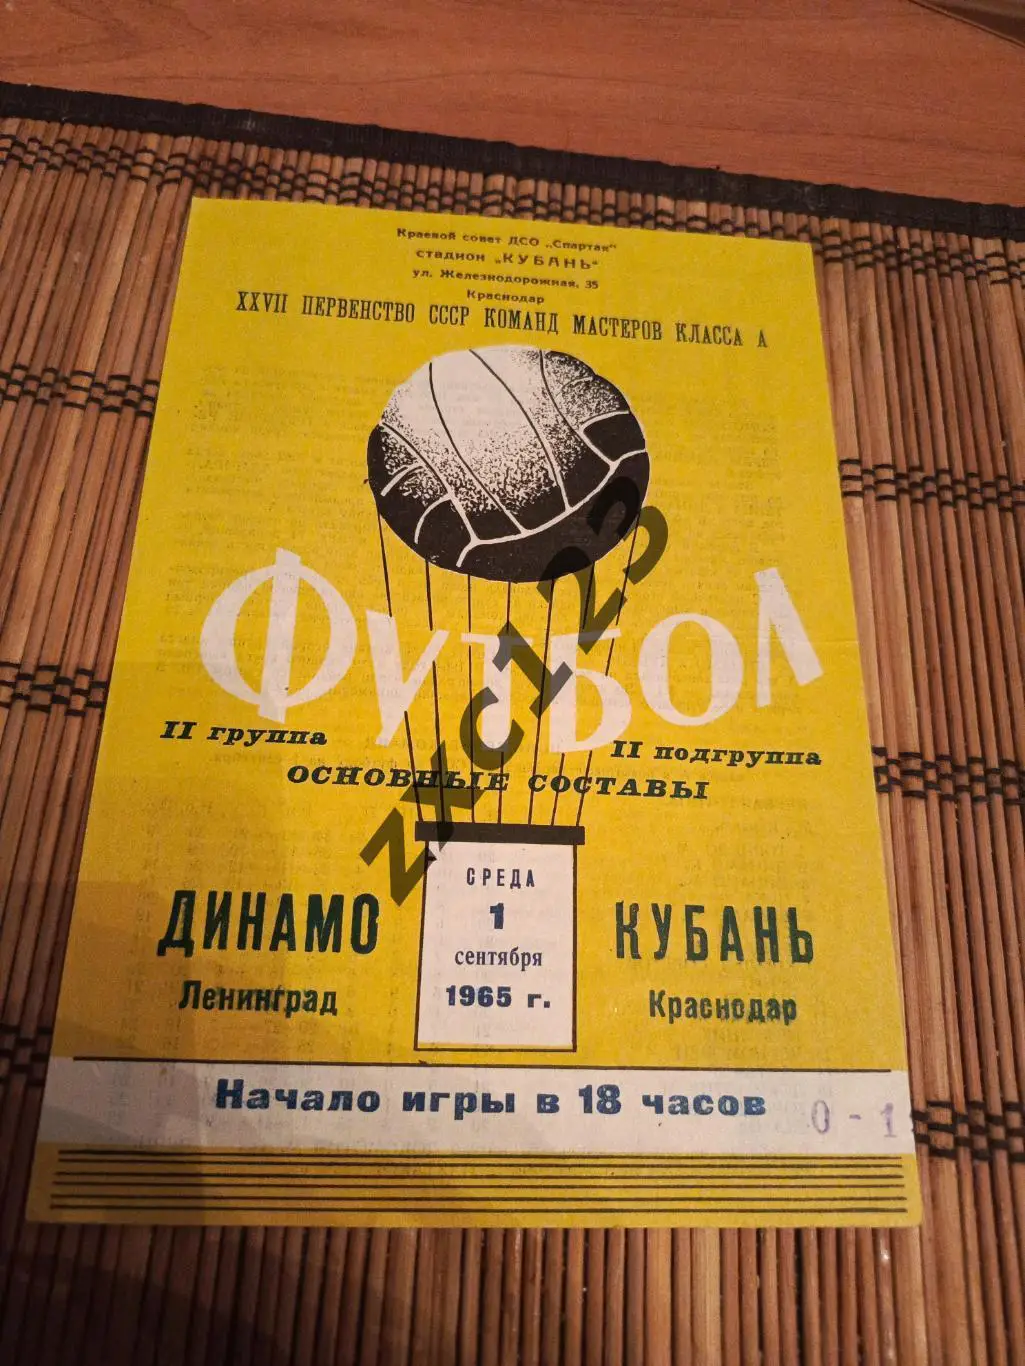 Краевой совет ДСО „Спартак"
стадион „КУБАНЬ"
ул. Железнодорожная, 35
Краснодар
XXVII ПЕРВЕНСТВО СССР КОМАНД МАСТЕРОВ КЛАССА А
ФУТБОЛ
II группа
II подгруппа
ОСНОВНЫЕ СОСТАВЫ
ДИНАМО
Ленинград
СРЕДА
1
сентября
1965 г.
КУБАНЬ
Краснодар
Начало игры в 18 часов
0-1
zxc123